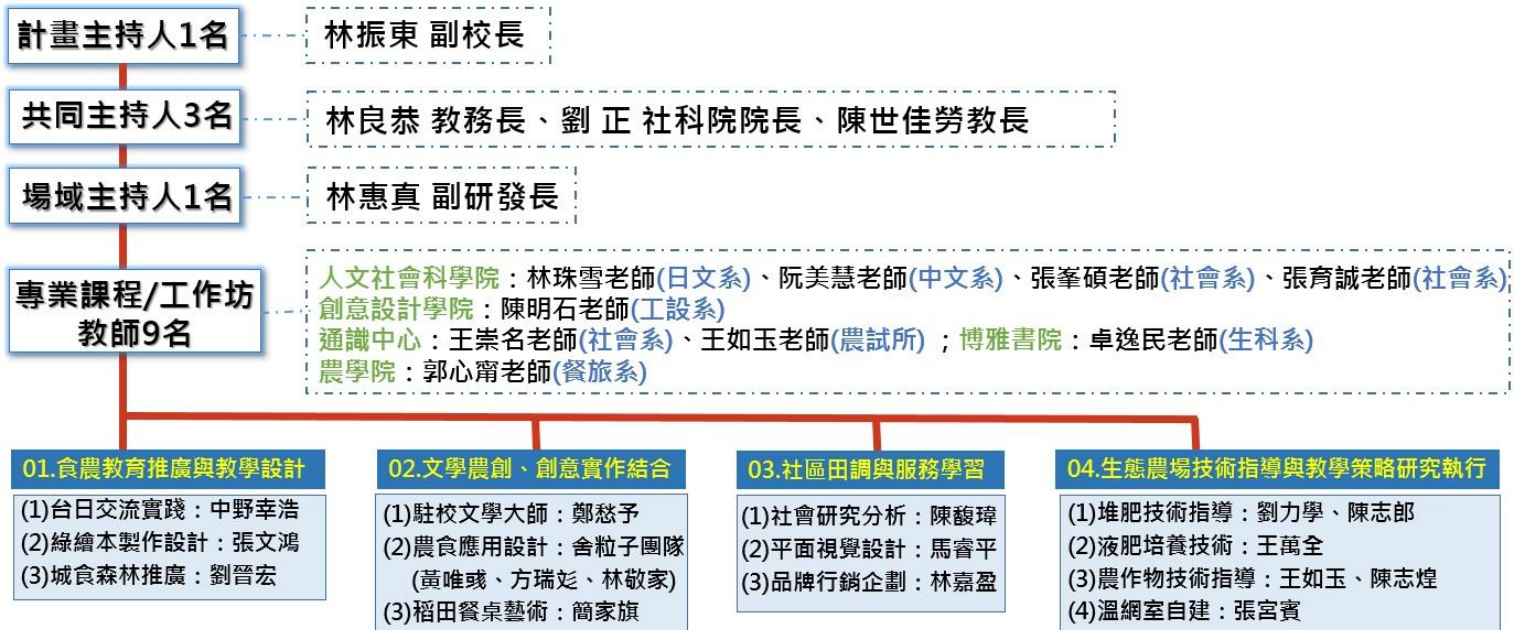 計畫主持人1名
林振東 副校長
共同主持人3名
林良恭 教務長、劉 正 社科院院長、陳世佳勞教長
場域主持人1名
林惠真 副研發長
專業課程/工作坊
教師9名
人文社會科學院：林珠雪老師(日文系)、阮美慧老師(中文系)、張峯碩老師(社會系)、張育誠老師(社會系)
創意設計學院：陳明石老師(工設系)
通識中心：王崇名老師(社會系)、王如玉老師(農試所) ；博雅書院：卓逸民老師(生科系)
農學院：郭心甯老師(餐旅系)
01.食農教育推廣與教學設計
(1)台日交流實踐：中野幸浩
(2)綠繪本製作設計：張文鴻
(3)城食森林推廣：劉晉宏
02.文學農創、創意實作結合
(1)駐校文學大師：鄭愁予
(2)農食應用設計：舍粒子團隊
(黃唯彧、方瑞彣、林敬家)
(3)稻田餐桌藝術：簡家旗
03.社區田調與服務學習
(1)社會研究分析：陳馥瑋
(2)平面視覺設計：馬睿平
(3)品牌行銷企劃：林嘉盈
04.生態農場技術指導與教學策略研究執行
(1)堆肥技術指導：劉力學、陳志郎
(2)液肥培養技術：王萬全
(3)農作物技術指導：王如玉、陳志煌
(4)溫網室自建：張宮賓